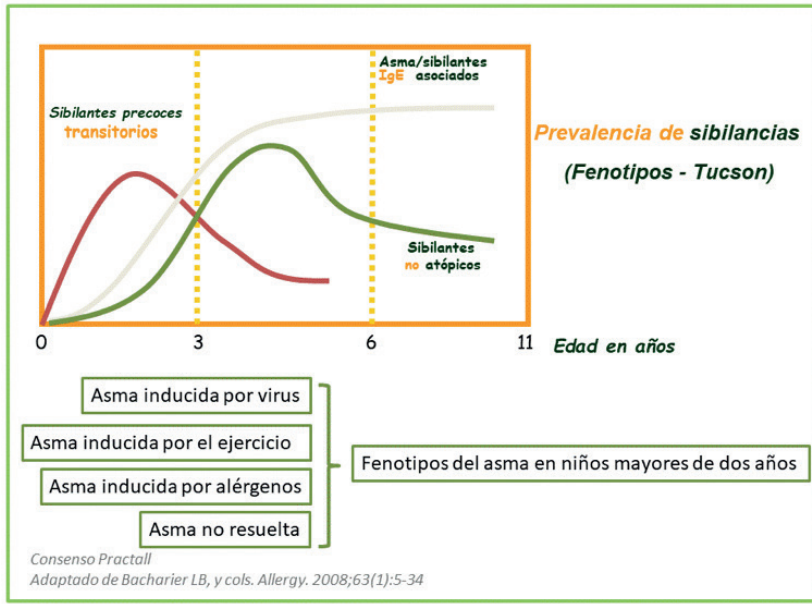 Asma/sibilantes
IgE asociados
Sibilantes precoces
transitorios
Prevalencia de sibilancias
(Fenotipos - Tucson)
Sibilantes
no atópicos
0
3
6
11
Edad en años
Asma inducida por virus
Asma inducida por el ejercicio
Asma inducida por alérgenos
Asma no resuelta
Fenotipos del asma en niños mayores de dos años
Consenso Practall
Adaptado de Bacharier LB, y cols. Allergy. 2008;63(1):5-34